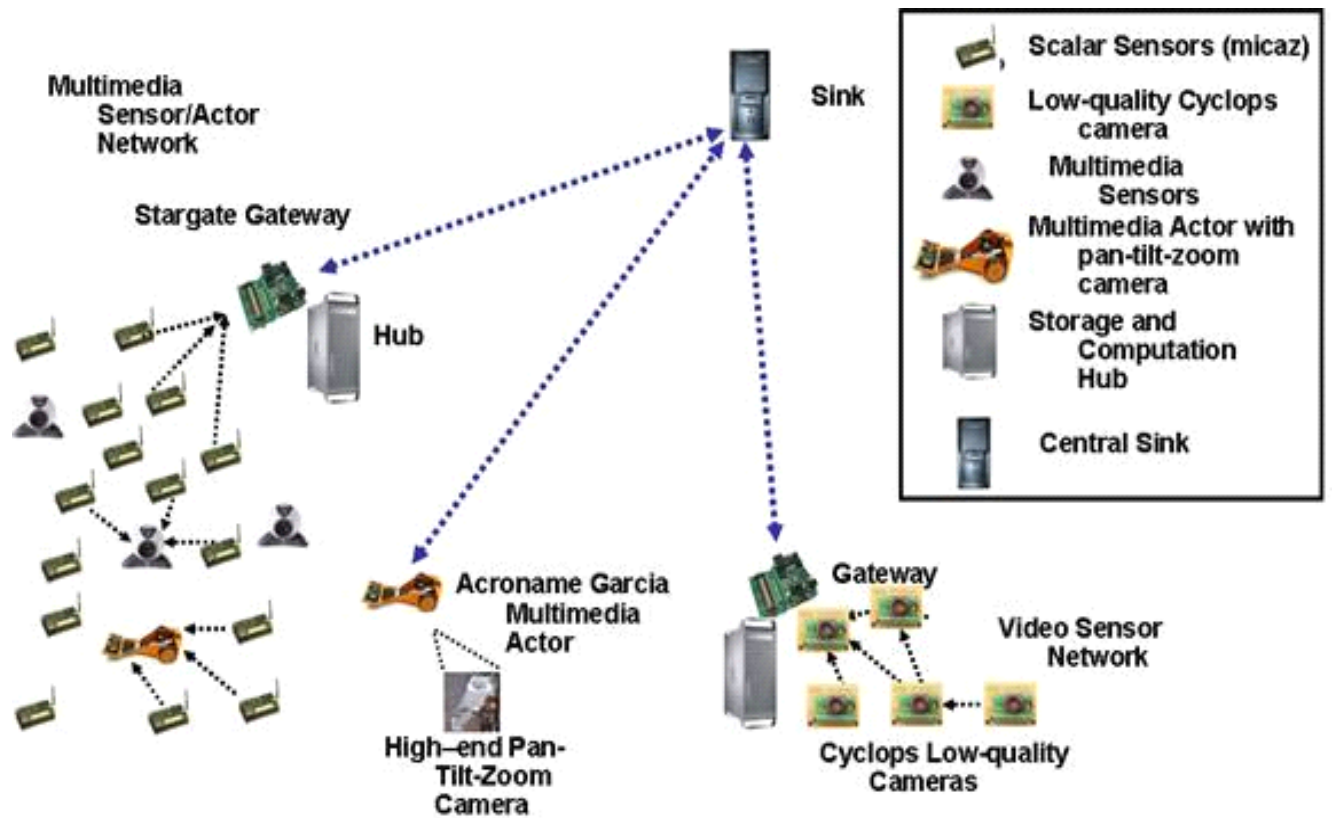 Multimedia
Sensor/Actor
Network
Stargate Gateway
Hub
Sink
Scalar Sensors (micaz)
Low-quality Cyclops
camera
Multimedia
Sensors
Multimedia Actor with
pan-tilt-zoom
camera
Storage and
Computation
Hub
Central Sink
Acroname Garcia
Multimedia
Actor
High–end Pan-
Tilt-Zoom
Camera
Gateway
Video Sensor
Network
Cyclops Low-quality
Cameras